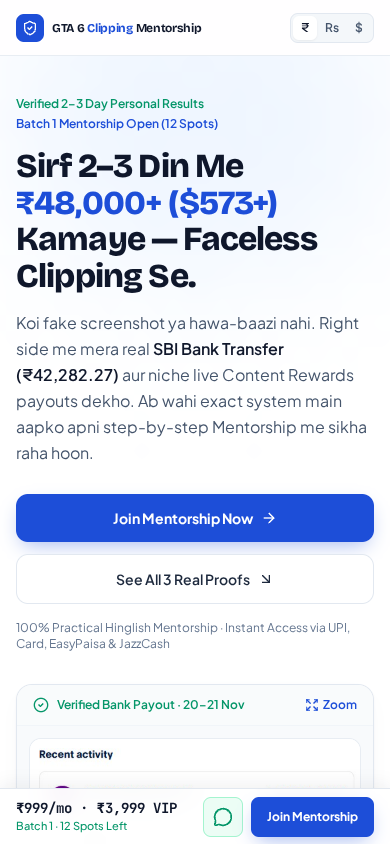 GTA 6 Clipping Mentorship
₹ Rs $
Verified 2–3 Day Personal Results
Batch 1 Mentorship Open (12 Spots)
Sirf 2–3 Din Me
₹48,000+ ($573+)
Kamaye — Faceless
Clipping Se.
Koi fake screenshot ya hawa-baazi nahi. Right
side me mera real SBI Bank Transfer
(₹42,282.27) aur niche live Content Rewards
payouts dekho. Ab wahi exact system main
aapko apni step-by-step Mentorship me sikha
raha hoon.
Join Mentorship Now →
See All 3 Real Proofs ↘
100% Practical Hinglish Mentorship · Instant Access via UPI,
Card, EasyPaisa & JazzCash
Verified Bank Payout · 20–21 Nov
Zoom
Recent activity
₹999/mo · ₹3,999 VIP
Batch 1 · 12 Spots Left
Join Mentorship